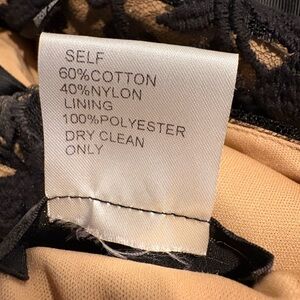 SELF
60%COTTON
40%NYLON
LINING
100%POLYESTER
DRY CLEAN
ONLY